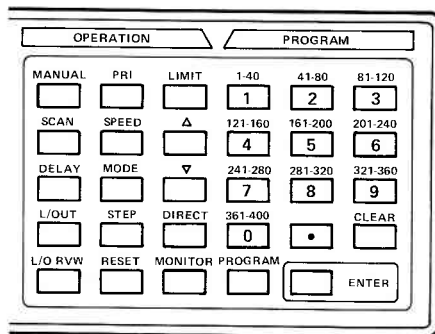 OPERATION PROGRAM
MANUAL PRI LIMIT 1-40 41-80 81-120
1 2 3
SCAN SPEED Δ 121-160 161-200 201-240
4 5 6
DELAY MODE ∇ 241-280 281-320 321-360
7 8 9
L/OUT STEP DIRECT 361-400 CLEAR
0 •
L/O RVW RESET MONITOR PROGRAM ENTER